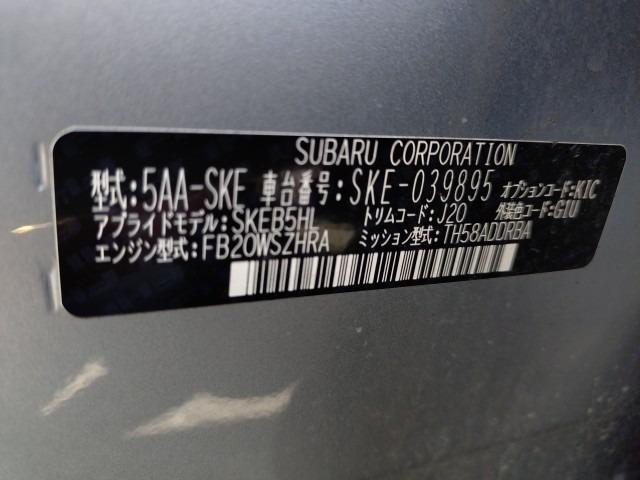 SUBARU CORPORATION
型式:5AA-SKE 車台番号:SKE-039895 オプションコード:KIC
アプライドモデル:SKEB5HL トリムコード:J20 外装色コード:G1U
エンジン型式:FB20WSZHRA ミッション型式:TH58ADDRBA